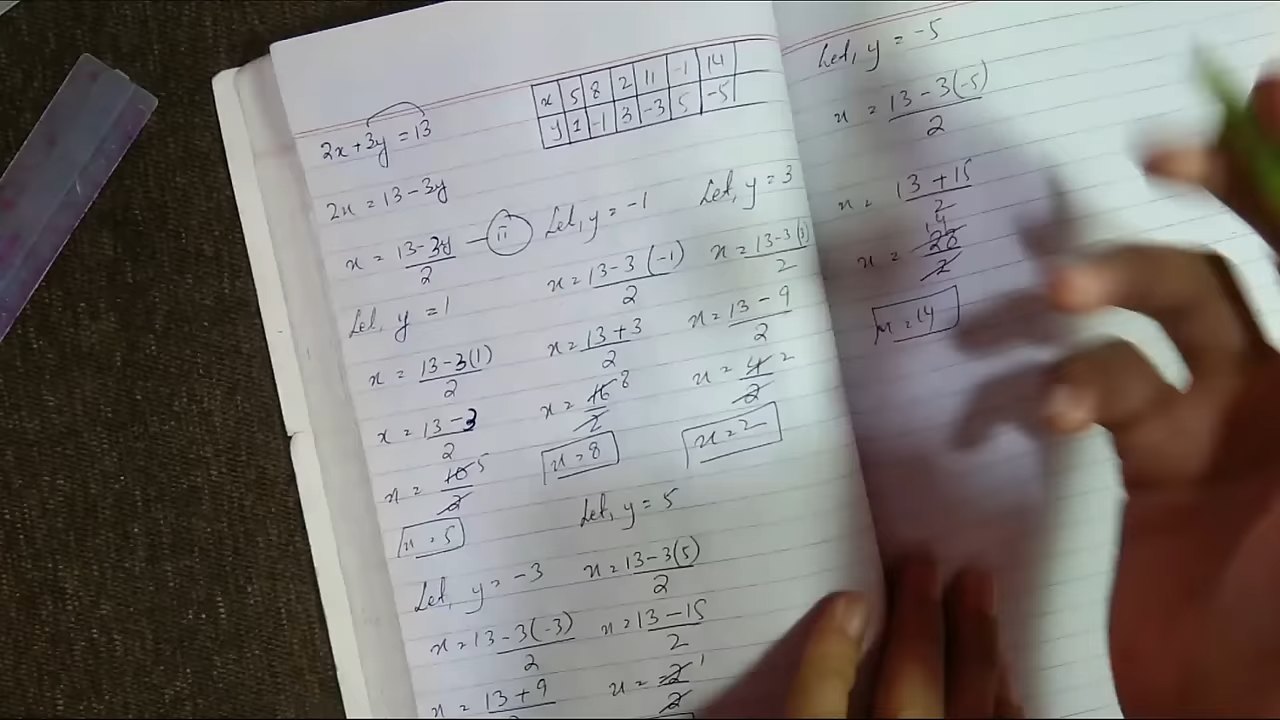 2x + 3y = 13
2x = 13 - 3y
x = 13 - 3y / 2 — (ii)
x 5 8 2 11 -1 14
y 1 -1 3 -3 5 -5
Let, y = 1
x = 13 - 3(1) / 2
x = 13 - 3 / 2
x = 10 5 / 2
x = 5
Let, y = -1
x = 13 - 3(-1) / 2
x = 13 + 3 / 2
x = 16 8 / 2
x = 8
Let, y = 3
x = 13 - 3(3) / 2
x = 13 - 9 / 2
x = 4 2 / 2
x = 2
Let, y = -3
x = 13 - 3(-3) / 2
x = 13 + 9
Let, y = 5
x = 13 - 3(5) / 2
x = 13 - 15 / 2
x = -2 1 / 2
Let, y = -5
x = 13 - 3(-5) / 2
x = 13 + 15 / 2
x = 14 28 / 2
x = 14